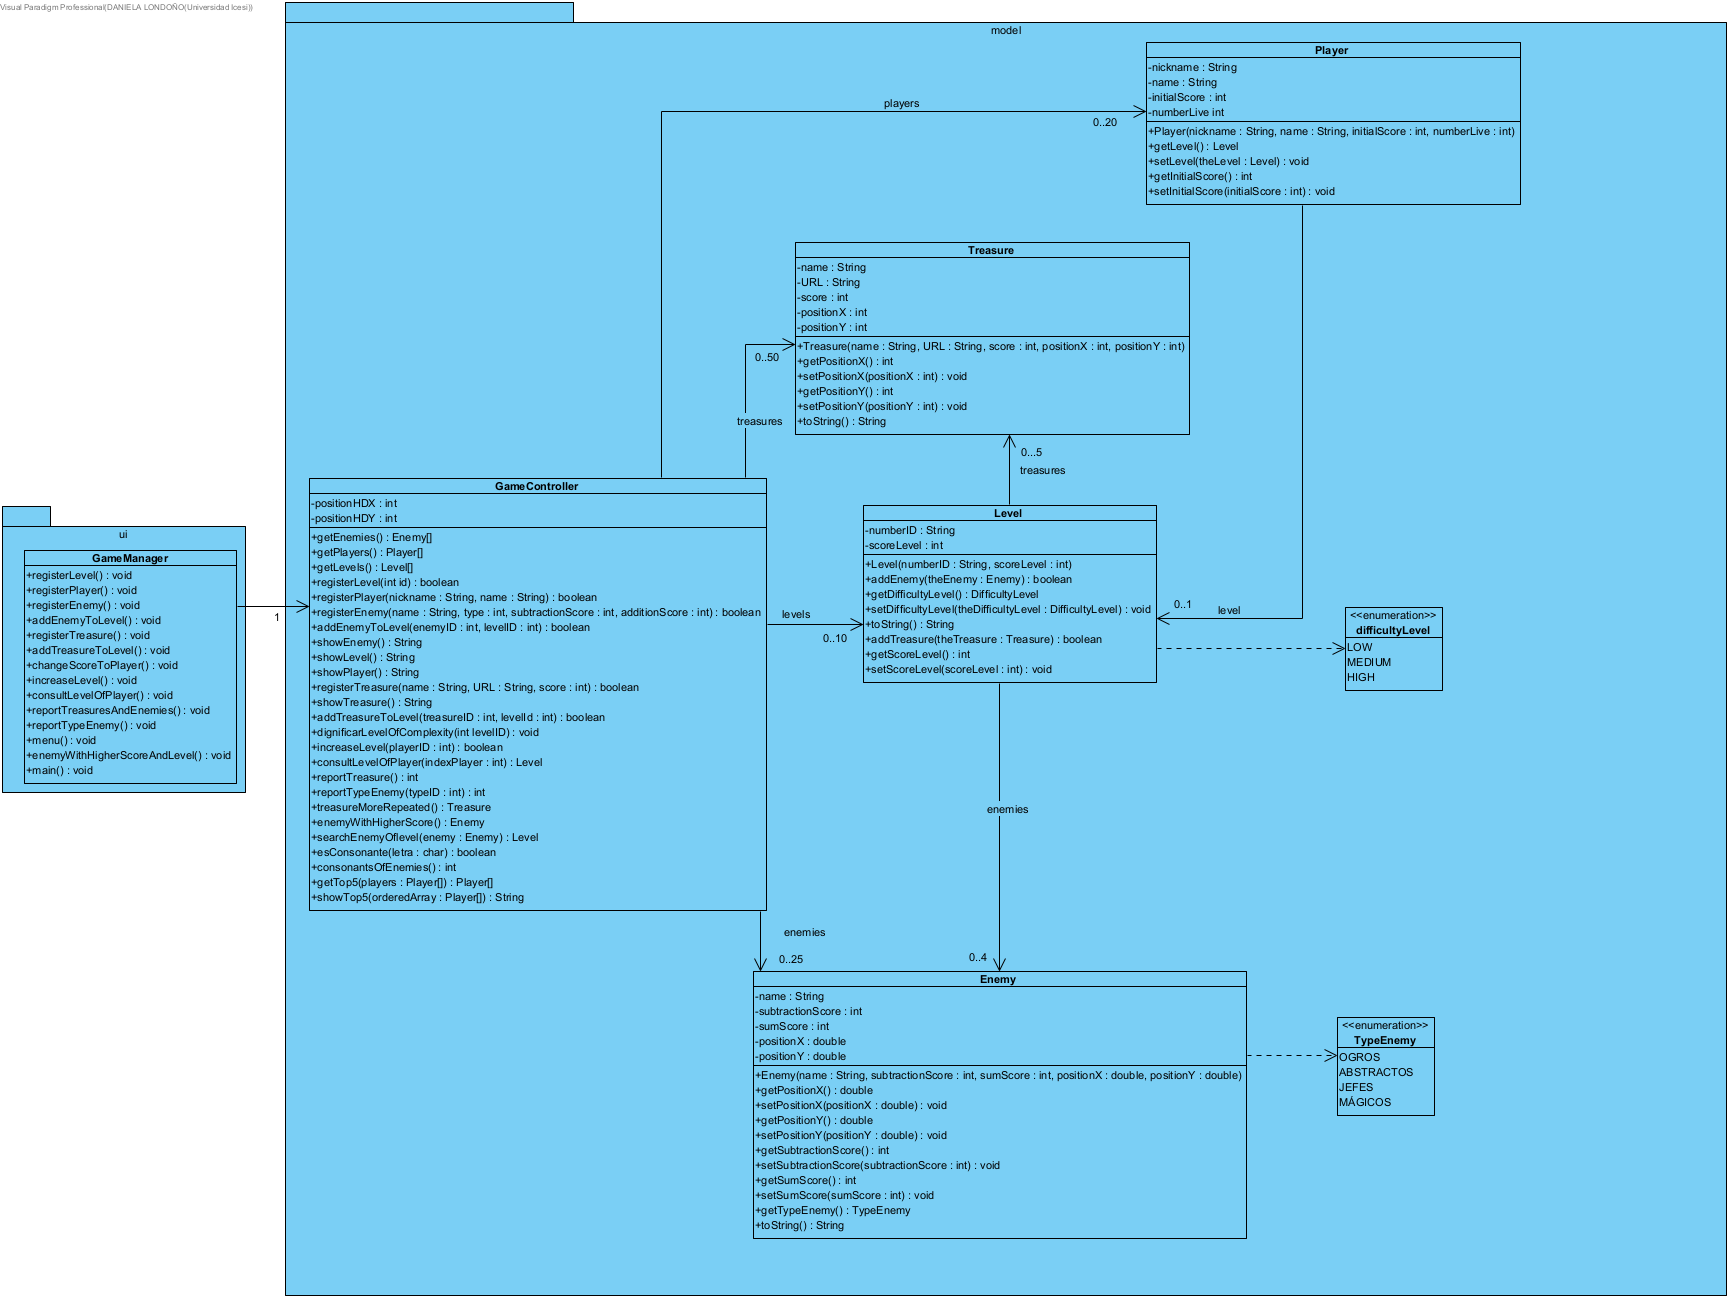 Visual Paradigm Professional(DANIELA LONDOÑO(Universidad Icesi))
model
Player
-nickname : String
-name : String
-initialScore : int
-numberLive int
+Player(nickname : String, name : String, initialScore : int, numberLive : int)
+getLevel() : Level
+setLevel(theLevel : Level) : void
+getInitialScore() : int
+setInitialScore(initialScore : int) : void
players
0..20
Treasure
-name : String
-URL : String
-score : int
-positionX : int
-positionY : int
+Treasure(name : String, URL : String, score : int, positionX : int, positionY : int)
+getPositionX() : int
+setPositionX(positionX : int) : void
+getPositionY() : int
+setPositionY(positionY : int) : void
+toString() : String
0..50
treasures
0...5
treasures
GameController
-positionHDX : int
-positionHDY : int
+getEnemies() : Enemy[]
+getPlayers() : Player[]
+getLevels() : Level[]
+registerLevel(int id) : boolean
+registerPlayer(nickname : String, name : String) : boolean
+registerEnemy(name : String, type : int, subtractionScore : int, additionScore : int) : boolean
+addEnemyToLevel(enemyID : int, levelID : int) : boolean
+showEnemy() : String
+showLevel() : String
+showPlayer() : String
+registerTreasure(name : String, URL : String, score : int) : boolean
+showTreasure() : String
+addTreasureToLevel(treasureID : int, levelId : int) : boolean
+dignificarLevelOfComplexity(int levelID) : void
+increaseLevel(playerID : int) : boolean
+consultLevelOfPlayer(indexPlayer : int) : Level
+reportTreasure() : int
+reportTypeEnemy(typeID : int) : int
+treasureMoreRepeated() : Treasure
+enemyWithHigherScore() : Enemy
+searchEnemyOflevel(enemy : Enemy) : Level
+esConsonante(letra : char) : boolean
+consonantsOfEnemies() : int
+getTop5(players : Player[]) : Player[]
+showTop5(orderedArray : Player[]) : String
ui
GameManager
+registerLevel() : void
+registerPlayer() : void
+registerEnemy() : void
+addEnemyToLevel() : void
+registerTreasure() : void
+addTreasureToLevel() : void
+changeScoreToPlayer() : void
+increaseLevel() : void
+consultLevelOfPlayer() : void
+reportTreasuresAndEnemies() : void
+reportTypeEnemy() : void
+menu() : void
+enemyWithHigherScoreAndLevel() : void
+main() : void
1
levels
0..10
Level
-numberID : String
-scoreLevel : int
+Level(numberID : String, scoreLevel : int)
+addEnemy(theEnemy : Enemy) : boolean
+getDifficultyLevel() : DifficultyLevel
+setDifficultyLevel(theDifficultyLevel : DifficultyLevel) : void
+toString() : String
+addTreasure(theTreasure : Treasure) : boolean
+getScoreLevel() : int
+setScoreLevel(scoreLevel : int) : void
0..1
level
<<enumeration>>
difficultyLevel
LOW
MEDIUM
HIGH
enemies
enemies
0..25
0..4
Enemy
-name : String
-subtractionScore : int
-sumScore : int
-positionX : double
-positionY : double
+Enemy(name : String, subtractionScore : int, sumScore : int, positionX : double, positionY : double)
+getPositionX() : double
+setPositionX(positionX : double) : void
+getPositionY() : double
+setPositionY(positionY : double) : void
+getSubtractionScore() : int
+setSubtractionScore(subtractionScore : int) : void
+getSumScore() : int
+setSumScore(sumScore : int) : void
+getTypeEnemy() : TypeEnemy
+toString() : String
<<enumeration>>
TypeEnemy
OGROS
ABSTRACTOS
JEFES
MÁGICOS